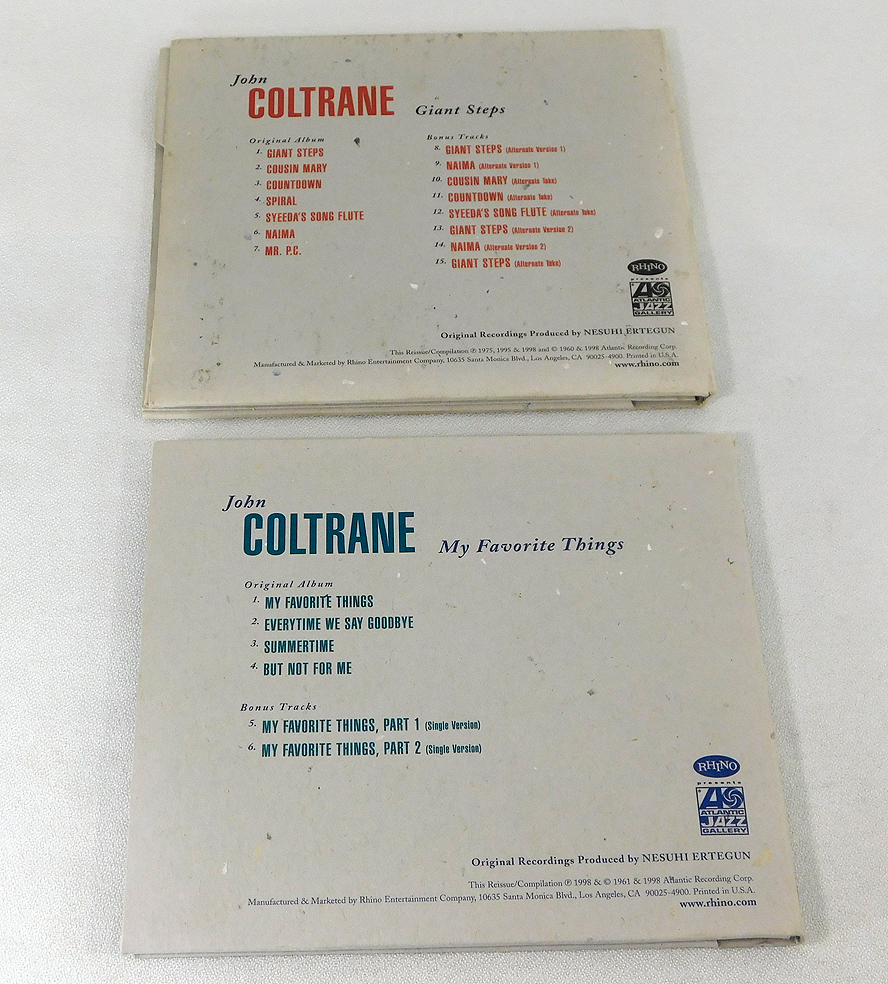 John
COLTRANE Giant Steps
Original Album
1. GIANT STEPS
2. COUSIN MARY
3. COUNTDOWN
4. SPIRAL
5. SYEEDA'S SONG FLUTE
6. NAIMA
7. MR. P.C.
Bonus Tracks
8. GIANT STEPS (Alternate Version 1)
9. NAIMA (Alternate Version 1)
10. COUSIN MARY (Alternate Take)
11. COUNTDOWN (Alternate Take)
12. SYEEDA'S SONG FLUTE (Alternate Take)
13. GIANT STEPS (Alternate Version 2)
14. NAIMA (Alternate Version 2)
15. GIANT STEPS (Alternate Take)
RHINO
presents
ATLANTIC
JAZZ
GALLERY
Original Recordings Produced by NESUHI ERTEGUN
This Reissue/Compilation ℗ 1975, 1995 & 1998 and © 1960 & 1998 Atlantic Recording Corp.
Manufactured & Marketed by Rhino Entertainment Company, 10635 Santa Monica Blvd., Los Angeles, CA 90025-4900. Printed in U.S.A.
www.rhino.com
John
COLTRANE My Favorite Things
Original Album
1. MY FAVORITE THINGS
2. EVERYTIME WE SAY GOODBYE
3. SUMMERTIME
4. BUT NOT FOR ME
Bonus Tracks
5. MY FAVORITE THINGS, PART 1 (Single Version)
6. MY FAVORITE THINGS, PART 2 (Single Version)
RHINO
presents
ATLANTIC
JAZZ
GALLERY
Original Recordings Produced by NESUHI ERTEGUN
This Reissue/Compilation ℗ 1998 & © 1961 & 1998 Atlantic Recording Corp.
Manufactured & Marketed by Rhino Entertainment Company, 10635 Santa Monica Blvd., Los Angeles, CA 90025-4900. Printed in U.S.A.
www.rhino.com